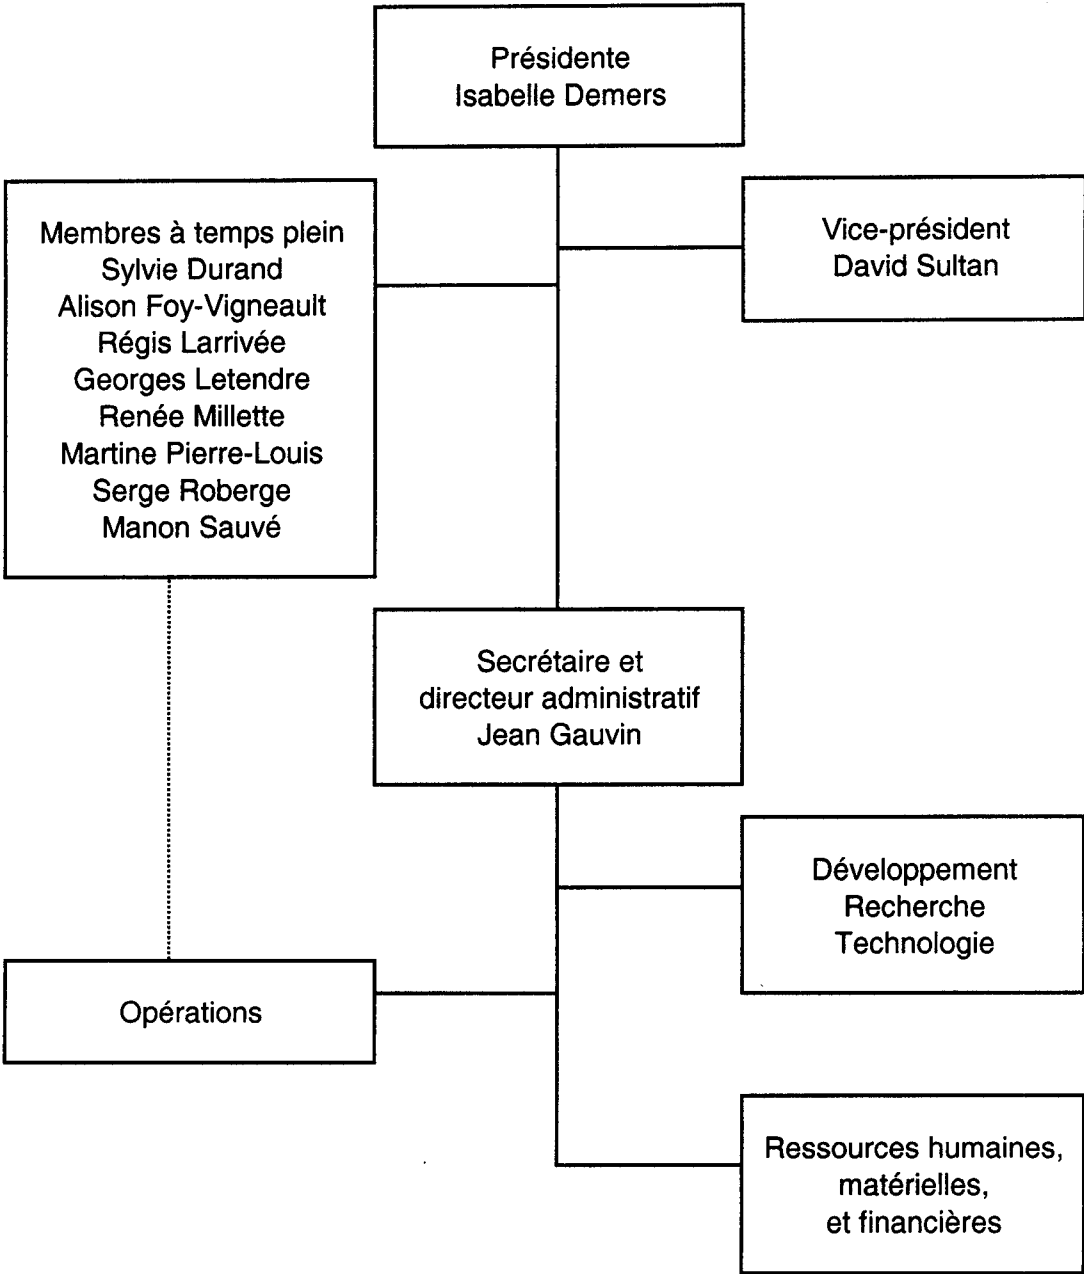 Présidente
Isabelle Demers
Vice-président
David Sultan
Membres à temps plein
Sylvie Durand
Alison Foy-Vigneault
Régis Larrivée
Georges Letendre
Renée Millette
Martine Pierre-Louis
Serge Roberge
Manon Sauvé
Secrétaire et
directeur administratif
Jean Gauvin
Développement
Recherche
Technologie
Opérations
Ressources humaines,
matérielles,
et financières